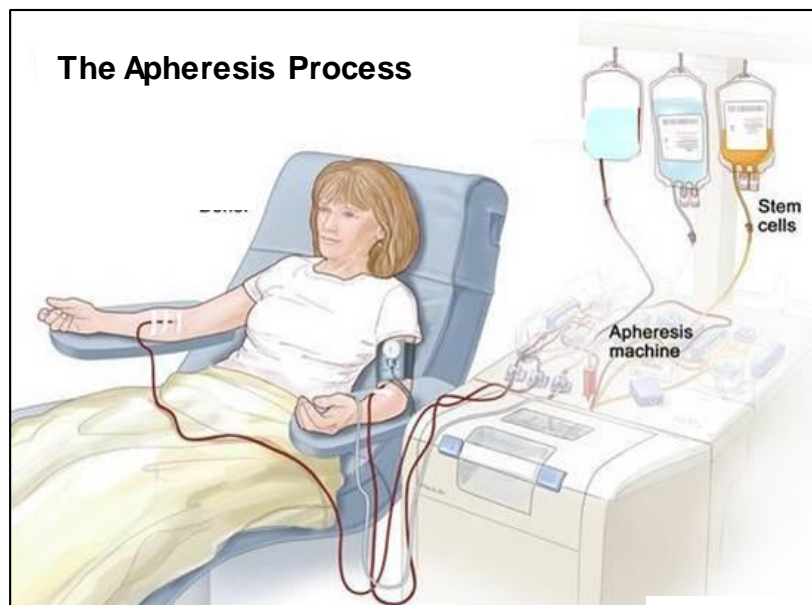 The Apheresis Process
Stem
cells
Apheresis
machine